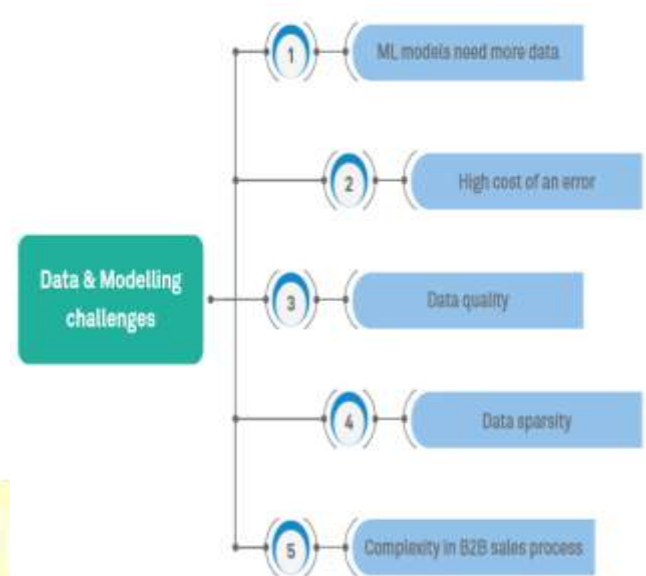 1
ML models need more data
2
High cost of an error
Data & Modelling
challenges
3
Data quality
4
Data sparsity
5
Complexity in B2B sales process